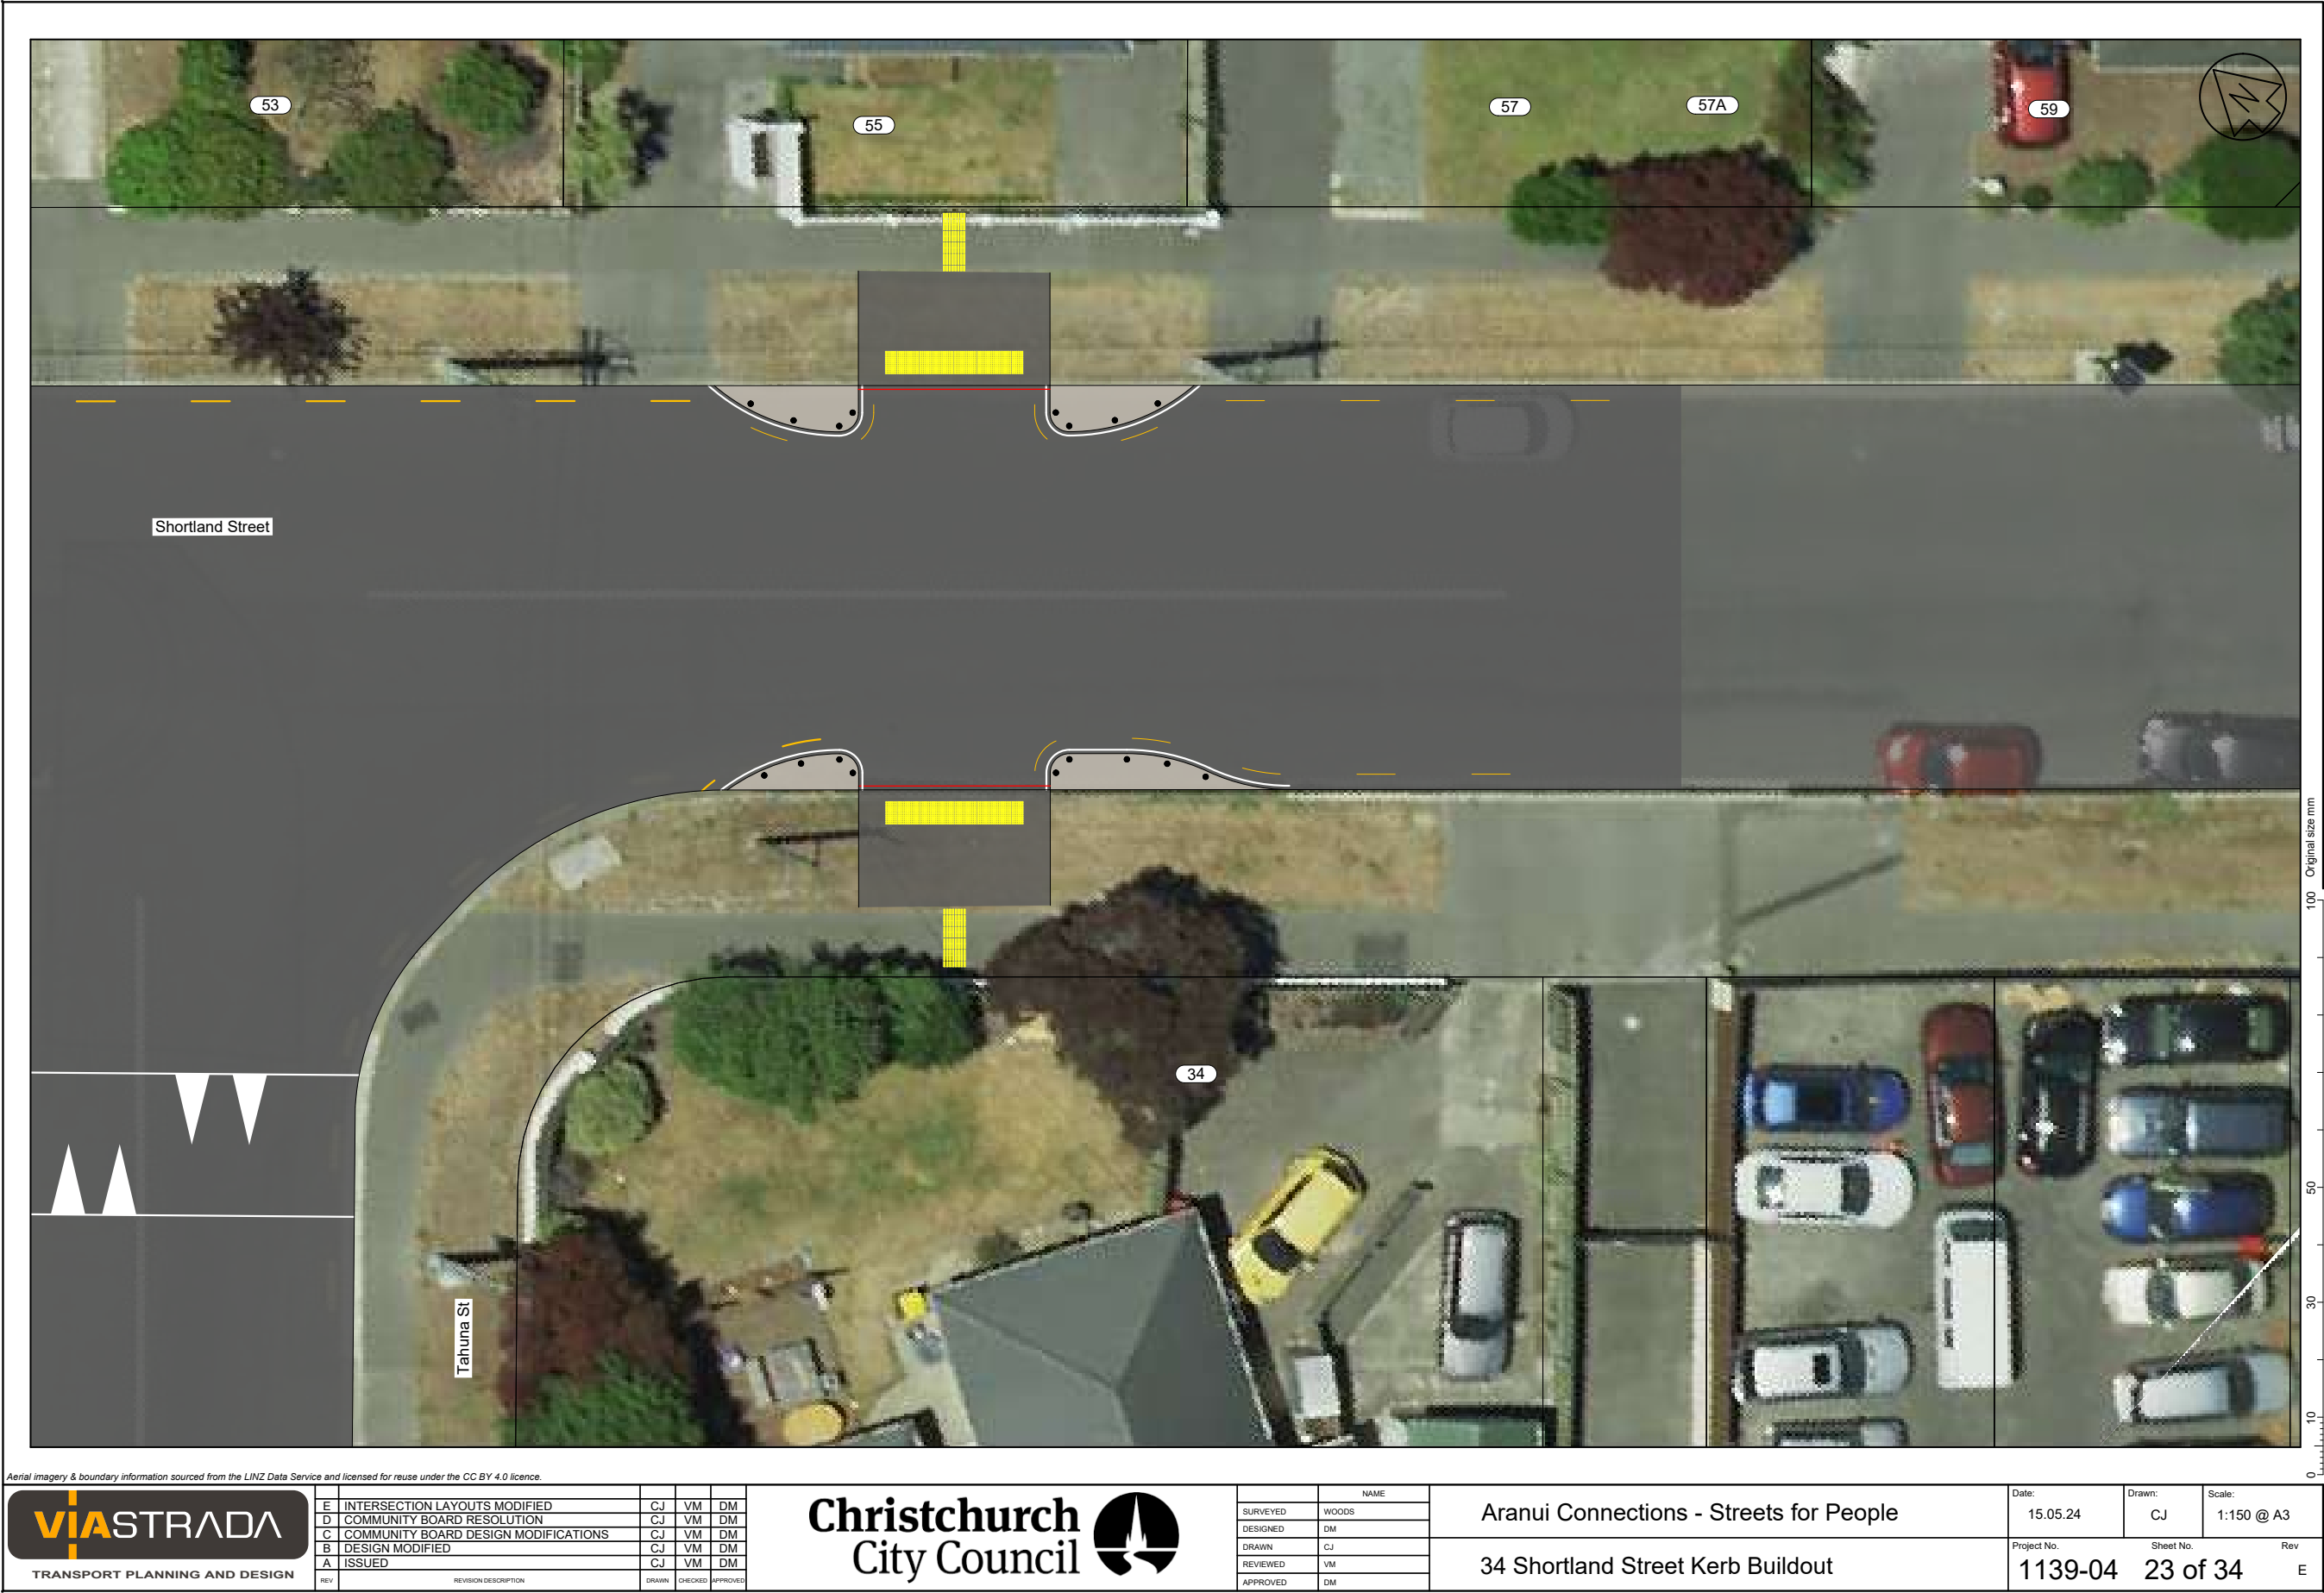 53
55
57
57A
59
N
Shortland Street
34
Tahuna St
Original size mm
100
50
30
10
0
Aerial imagery & boundary information sourced from the LINZ Data Service and licensed for reuse under the CC BY 4.0 licence.
VIASTRADA
TRANSPORT PLANNING AND DESIGN
E INTERSECTION LAYOUTS MODIFIED CJ VM DM
D COMMUNITY BOARD RESOLUTION CJ VM DM
C COMMUNITY BOARD DESIGN MODIFICATIONS CJ VM DM
B DESIGN MODIFIED CJ VM DM
A ISSUED CJ VM DM
REV REVISION DESCRIPTION DRAWN CHECKED APPROVED
Christchurch
City Council
NAME
SURVEYED WOODS
DESIGNED DM
DRAWN CJ
REVIEWED VM
APPROVED DM
Aranui Connections - Streets for People
34 Shortland Street Kerb Buildout
Date: Drawn: Scale:
15.05.24 CJ 1:150 @ A3
Project No. Sheet No. Rev
1139-04 23 of 34 E